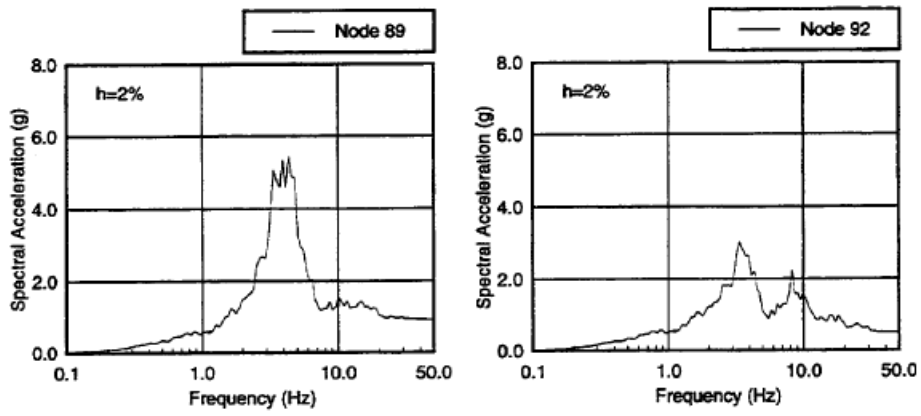 Node 89
8.0
h=2%
6.0
4.0
2.0
0.0
Spectral Acceleration (g)
0.1 1.0 10.0 50.0
Frequency (Hz)
Node 92
8.0
h=2%
6.0
4.0
2.0
0.0
Spectral Acceleration (g)
0.1 1.0 10.0 50.0
Frequency (Hz)